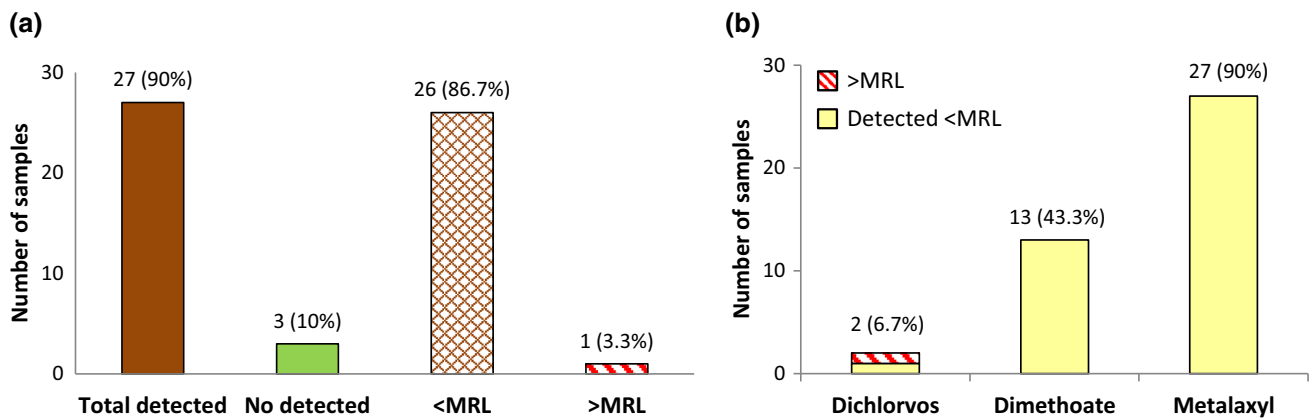 (a)
Number of samples
30
20
10
0
27 (90%)
3 (10%)
26 (86.7%)
1 (3.3%)
Total detected No detected <MRL >MRL
(b)
Number of samples
30
20
10
0
>MRL
Detected <MRL
2 (6.7%)
13 (43.3%)
27 (90%)
Dichlorvos Dimethoate Metalaxyl